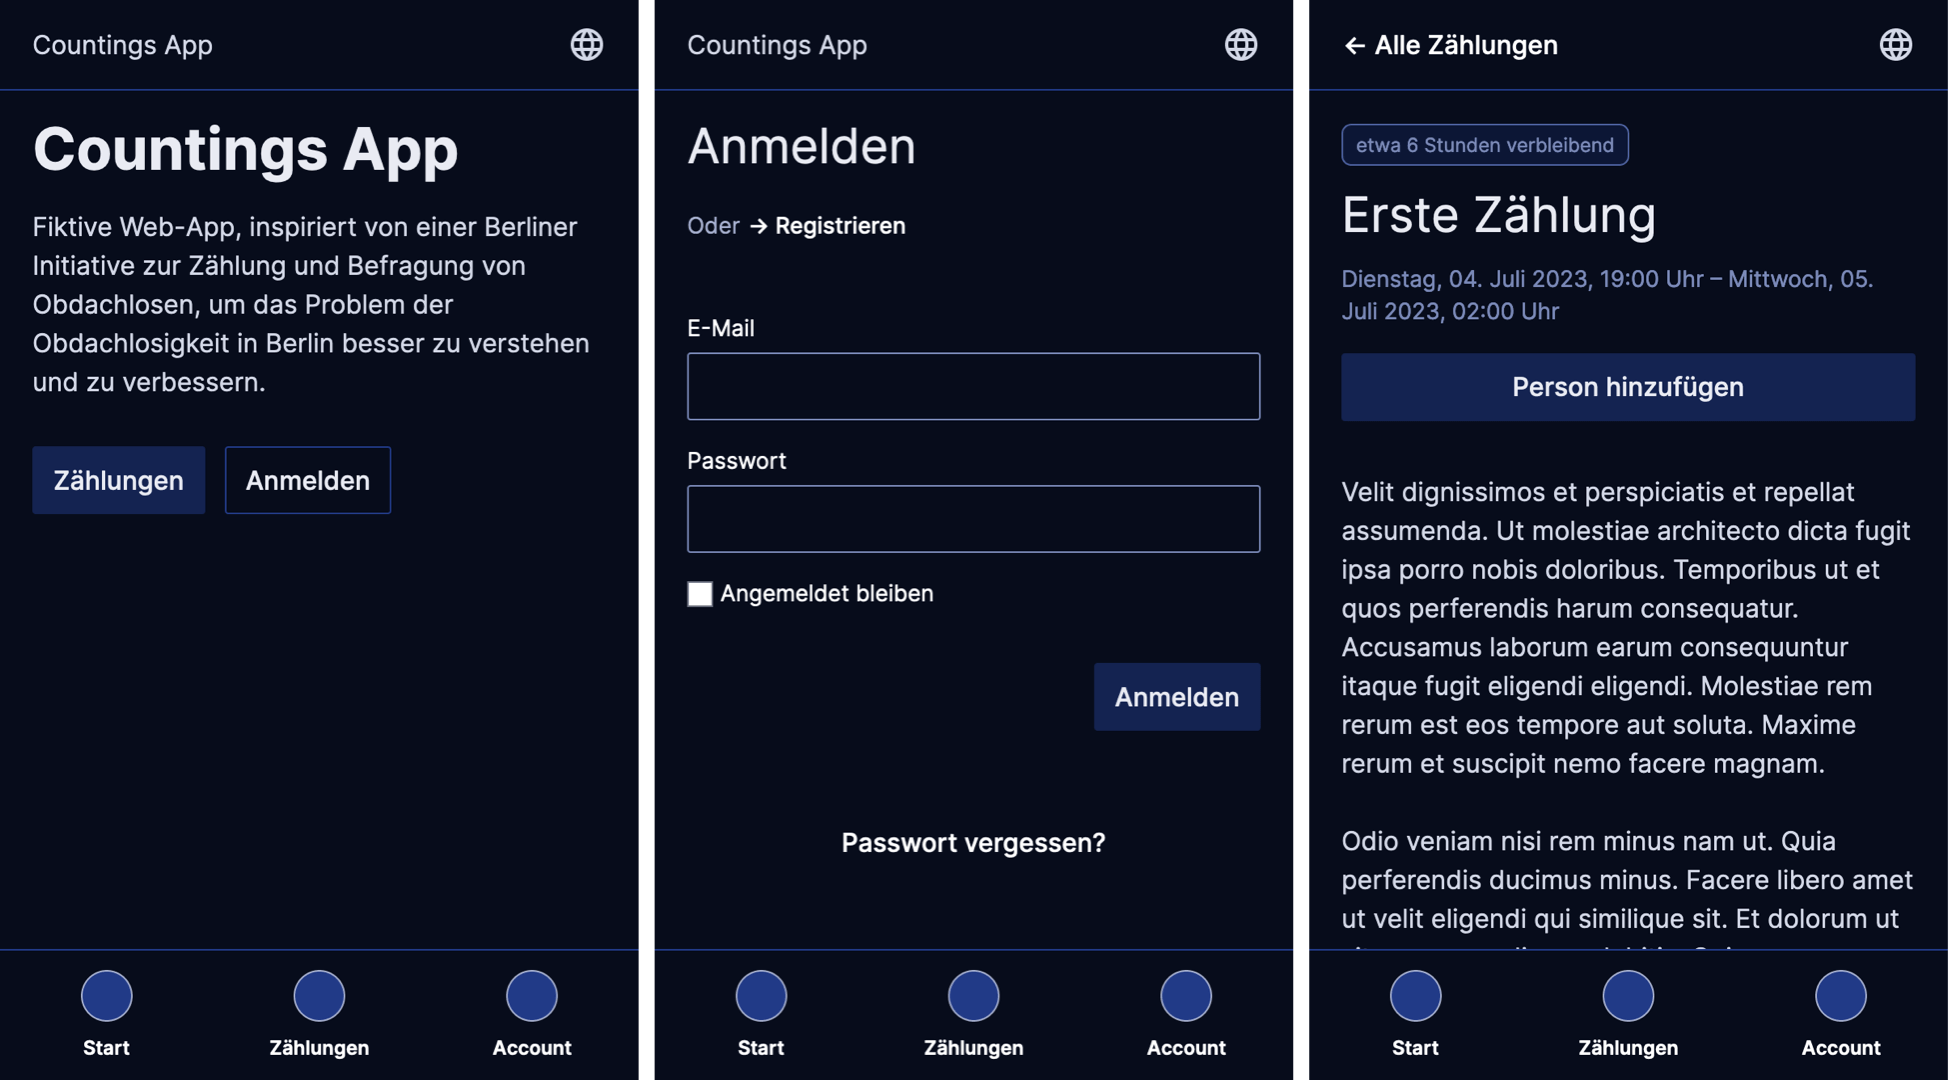 Countings App
Countings App
Fiktive Web-App, inspiriert von einer Berliner
Initiative zur Zählung und Befragung von
Obdachlosen, um das Problem der
Obdachlosigkeit in Berlin besser zu verstehen
und zu verbessern.
Zählungen
Anmelden
Start
Zählungen
Account
Countings App
Anmelden
Oder → Registrieren
E-Mail
Passwort
Angemeldet bleiben
Anmelden
Passwort vergessen?
Start
Zählungen
Account
← Alle Zählungen
etwa 6 Stunden verbleibend
Erste Zählung
Dienstag, 04. Juli 2023, 19:00 Uhr – Mittwoch, 05.
Juli 2023, 02:00 Uhr
Person hinzufügen
Velit dignissimos et perspiciatis et repellat
assumenda. Ut molestiae architecto dicta fugit
ipsa porro nobis doloribus. Temporibus ut et
quos perferendis harum consequatur.
Accusamus laborum earum consequuntur
itaque fugit eligendi eligendi. Molestiae rem
rerum est eos tempore aut soluta. Maxime
rerum et suscipit nemo facere magnam.
Odio veniam nisi rem minus nam ut. Quia
perferendis ducimus minus. Facere libero amet
ut velit eligendi qui similique sit. Et dolorum ut
Start
Zählungen
Account